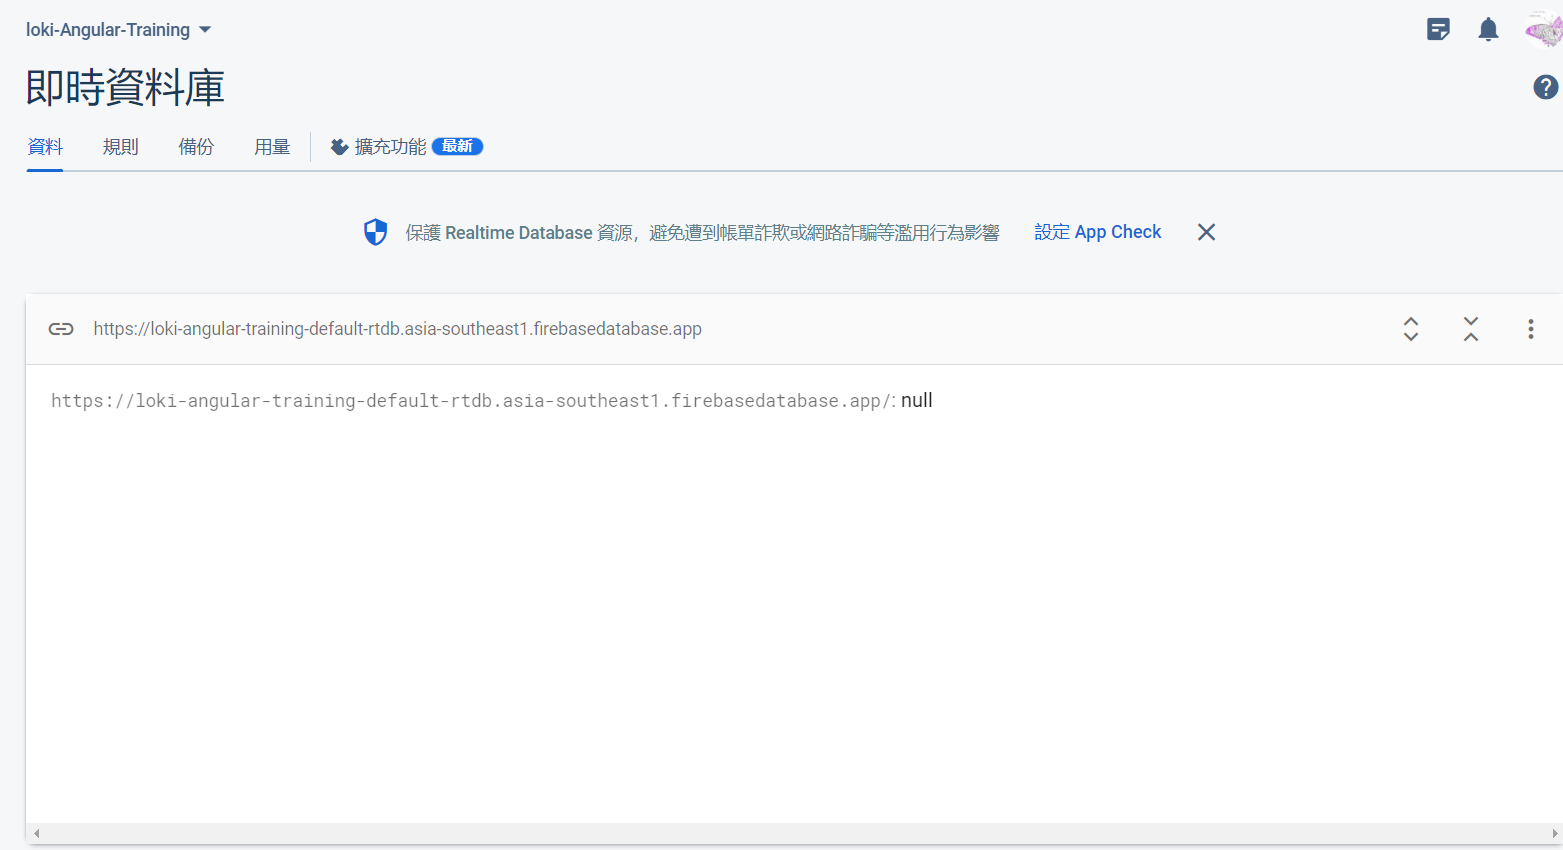 loki-Angular-Training
即時資料庫
資料 規則 備份 用量 擴充功能 最新
保護 Realtime Database 資源，避免遭到帳單詐欺或網路詐騙等濫用行為影響 設定 App Check
https://loki-angular-training-default-rtdb.asia-southeast1.firebasedatabase.app
https://loki-angular-training-default-rtdb.asia-southeast1.firebasedatabase.app/: null